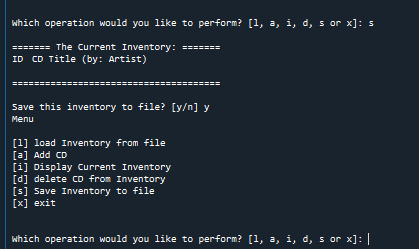 Which operation would you like to perform? [l, a, i, d, s or x]: s
======= The Current Inventory: =======
ID CD Title (by: Artist)
======================================
Save this inventory to file? [y/n] y
Menu
[l] load Inventory from file
[a] Add CD
[i] Display Current Inventory
[d] delete CD from Inventory
[s] Save Inventory to file
[x] exit
Which operation would you like to perform? [l, a, i, d, s or x]: